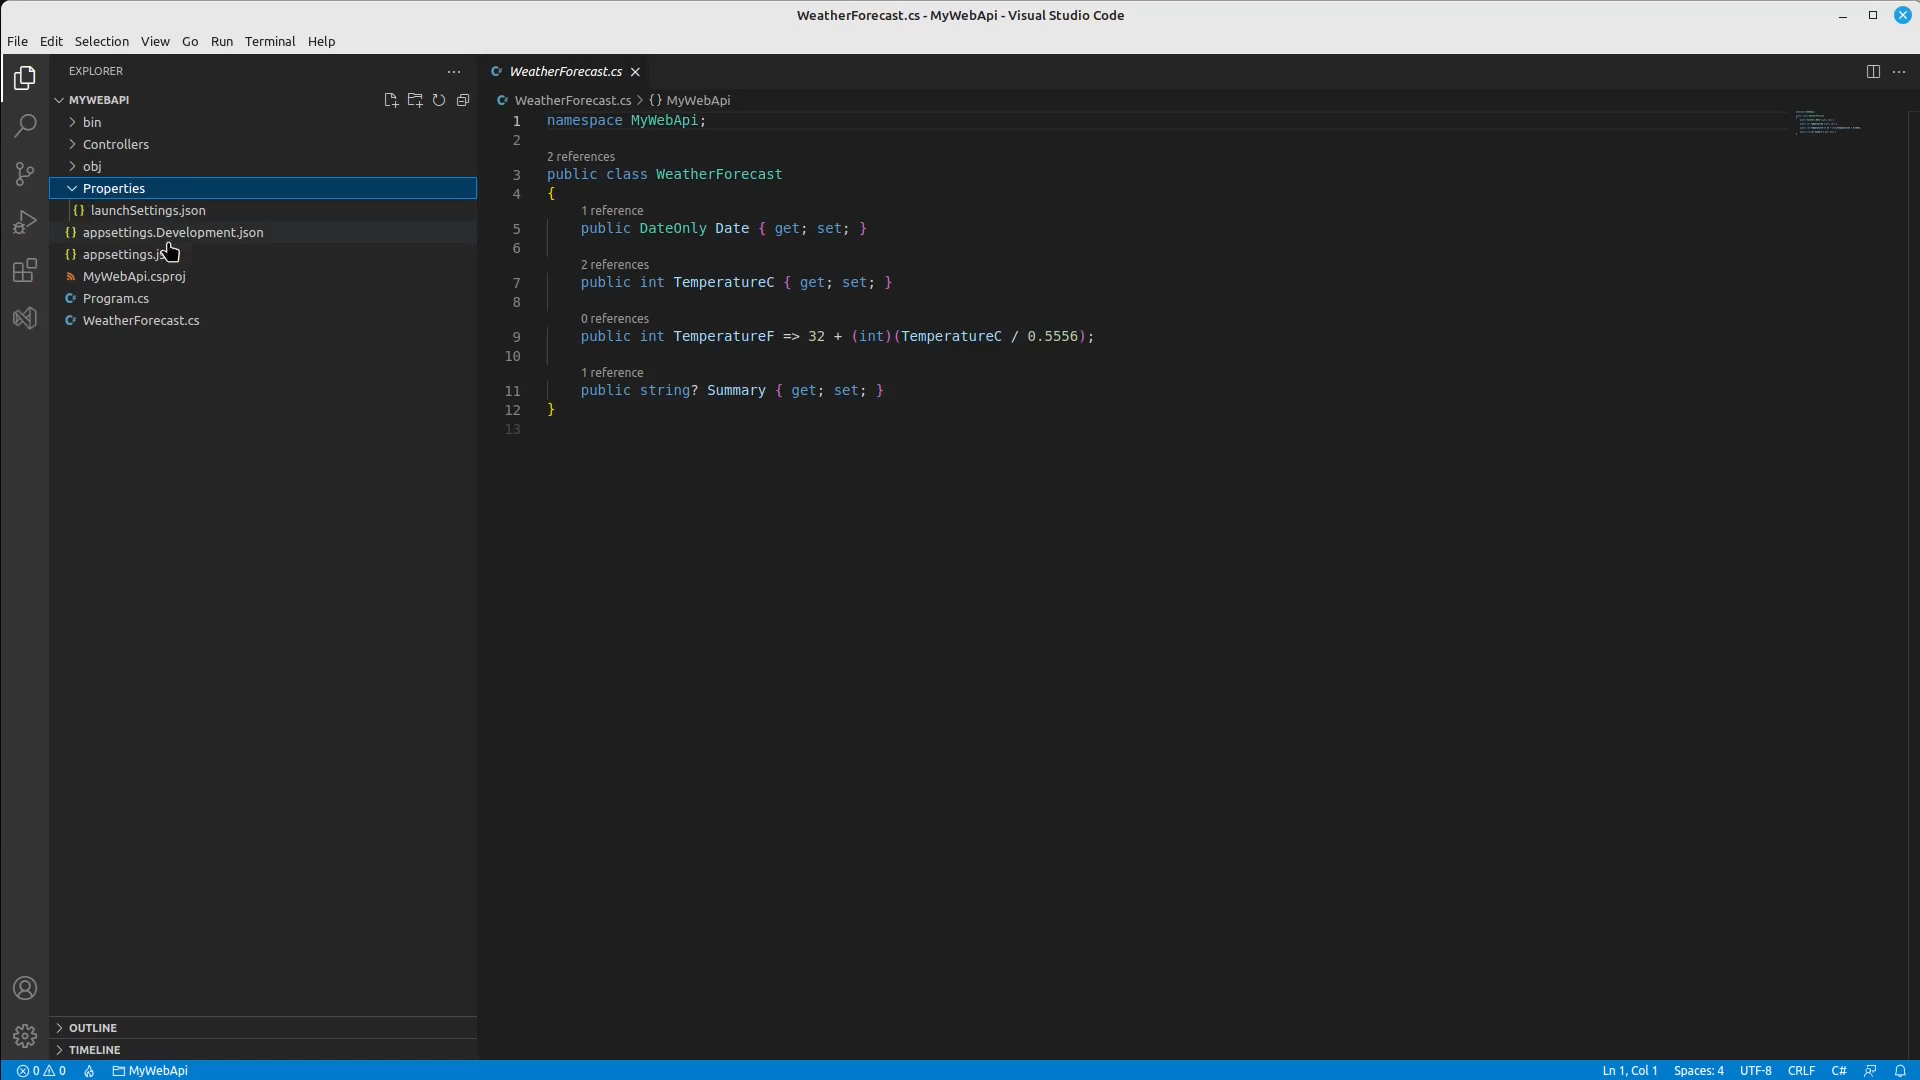 WeatherForecast.cs - MyWebApi - Visual Studio Code
File Edit Selection View Go Run Terminal Help
EXPLORER
MYWEBAPI
bin
Controllers
obj
Properties
launchSettings.json
appsettings.Development.json
MyWebApi.csproj
Program.cs
WeatherForecast.cs
OUTLINE
TIMELINE
WeatherForecast.cs
WeatherForecast.cs > {} MyWebApi
1 namespace MyWebApi;
2
2 references
3 public class WeatherForecast
4 {
1 reference
5 public DateOnly Date { get; set; }
6
2 references
7 public int TemperatureC { get; set; }
8
0 references
9 public int TemperatureF => 32 + (int)(TemperatureC / 0.5556);
10
1 reference
11 public string? Summary { get; set; }
12 }
13
0 0 MyWebApi Ln 1, Col 1 Spaces: 4 UTF-8 CRLF C#